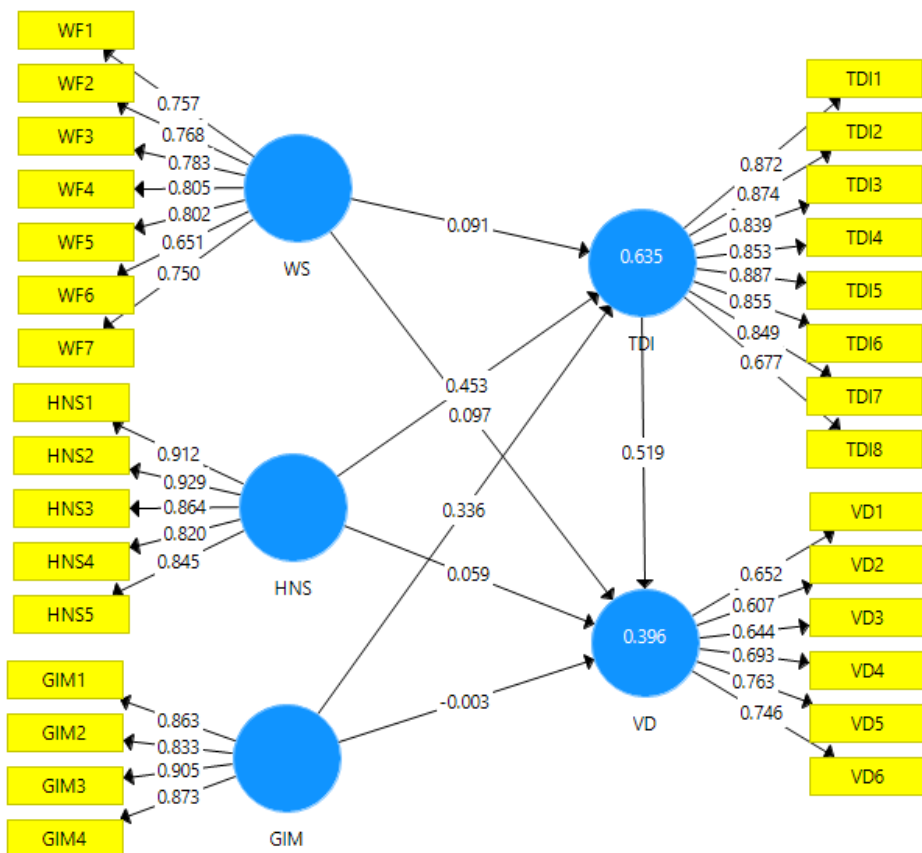 WF1
WF2
WF3
WF4
WF5
WF6
WF7
0.757
0.768
0.783
0.805
0.802
0.651
0.750
WS
HNS1
HNS2
HNS3
HNS4
HNS5
0.912
0.929
0.864
0.820
0.845
HNS
GIM1
GIM2
GIM3
GIM4
0.863
0.833
0.905
0.873
GIM
0.091
0.453
0.097
0.336
0.059
-0.003
0.519
0.635
TDI
0.872
0.874
0.839
0.853
0.887
0.855
0.849
0.677
TDI1
TDI2
TDI3
TDI4
TDI5
TDI6
TDI7
TDI8
0.396
VD
0.652
0.607
0.644
0.693
0.763
0.746
VD1
VD2
VD3
VD4
VD5
VD6